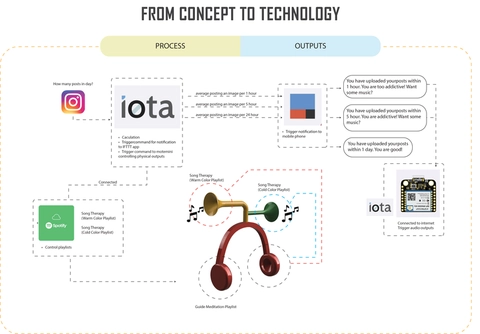 FROM CONCEPT TO TECHNOLOGY
PROCESS
OUTPUTS
How many posts in day?
iota
average posting an image per 1 hour
average posting an image per 5 hour
average posting an image per 24 hour
• Caculation
• Triggercommand for notification
to IFTTT app
• Trigger command to implement
controlling physical outputs
• Trigger notification to
mobile phone
You have uploaded yourposts within
1 hour. You are too addictive! Want
some music?
You have uploaded yourposts within
5 hour. You are addictive! Want some
music?
You have uploaded yourposts
within 1 day. You are good!
Connected
Spotify
Song Therapy
(Warm Color Playlist)
Song Therapy
(Cold Color Playlist)
• Control playlists
Song Therapy
(Warm Color Playlist)
Song Therapy
(Cold Color Playlist)
Guide Meditation Playlist
iota
Connected to internet
Trigger audio outputs